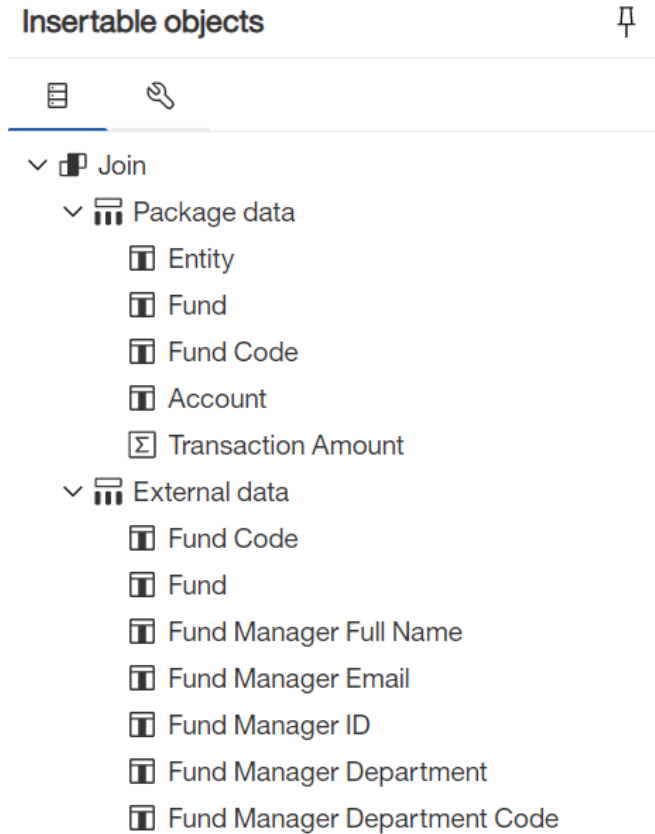 Insertable objects
Join
Package data
Entity
Fund
Fund Code
Account
Transaction Amount
External data
Fund Code
Fund
Fund Manager Full Name
Fund Manager Email
Fund Manager ID
Fund Manager Department
Fund Manager Department Code